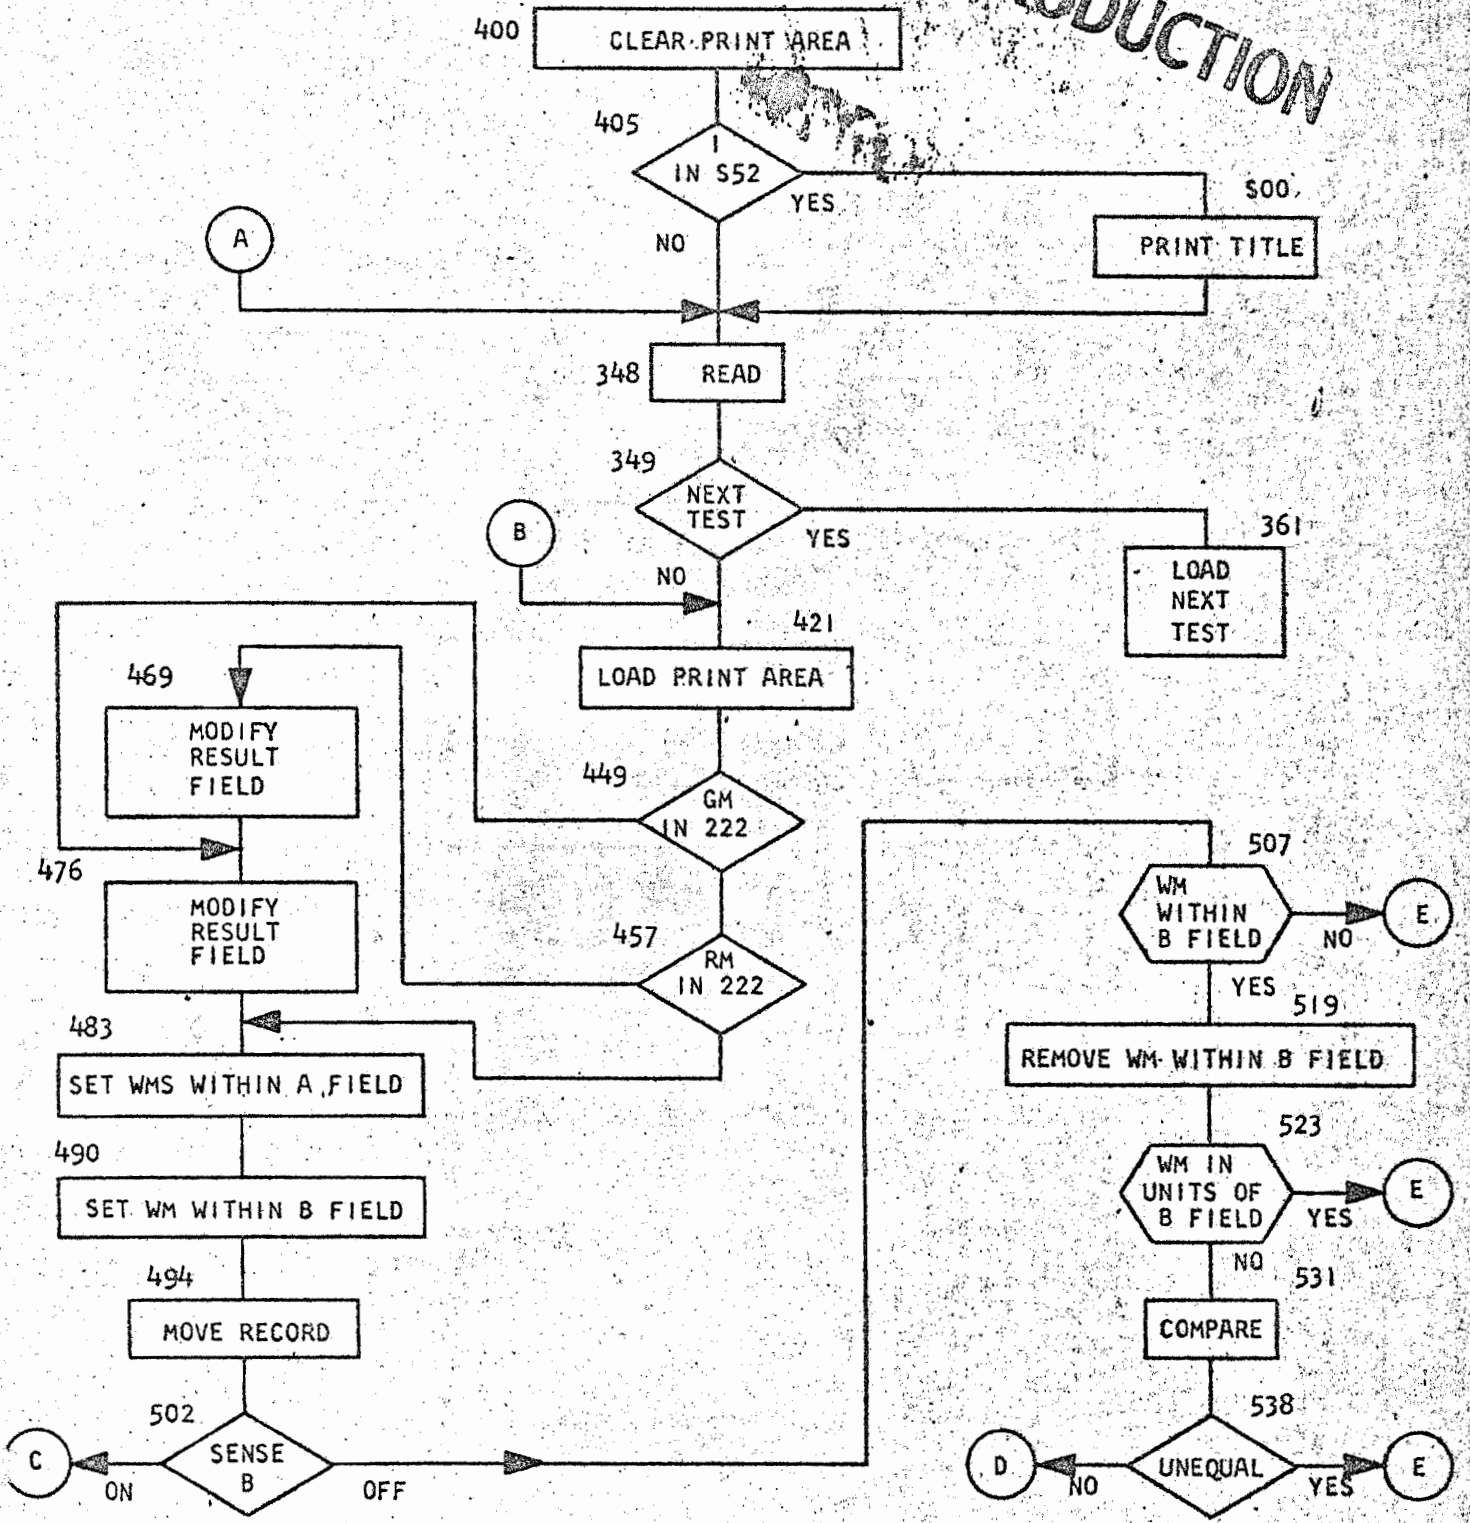 RODUCTION
400
CLEAR PRINT AREA
405
I
IN S52
YES
NO
S00
PRINT TITLE
A
348
READ
349
NEXT
TEST
YES
NO
361
LOAD
NEXT
TEST
B
421
LOAD PRINT AREA
469
MODIFY
RESULT
FIELD
449
GM
IN 222
476
MODIFY
RESULT
FIELD
457
RM
IN 222
483
SET WMS WITHIN A FIELD
490
SET WM WITHIN B FIELD
494
MOVE RECORD
502
SENSE
B
C
ON
OFF
507
WM
WITHIN
B FIELD
NO
E
YES
519
REMOVE WM WITHIN B FIELD
523
WM IN
UNITS OF
B FIELD
YES
E
NO
531
COMPARE
538
UNEQUAL
D
NO
YES
E